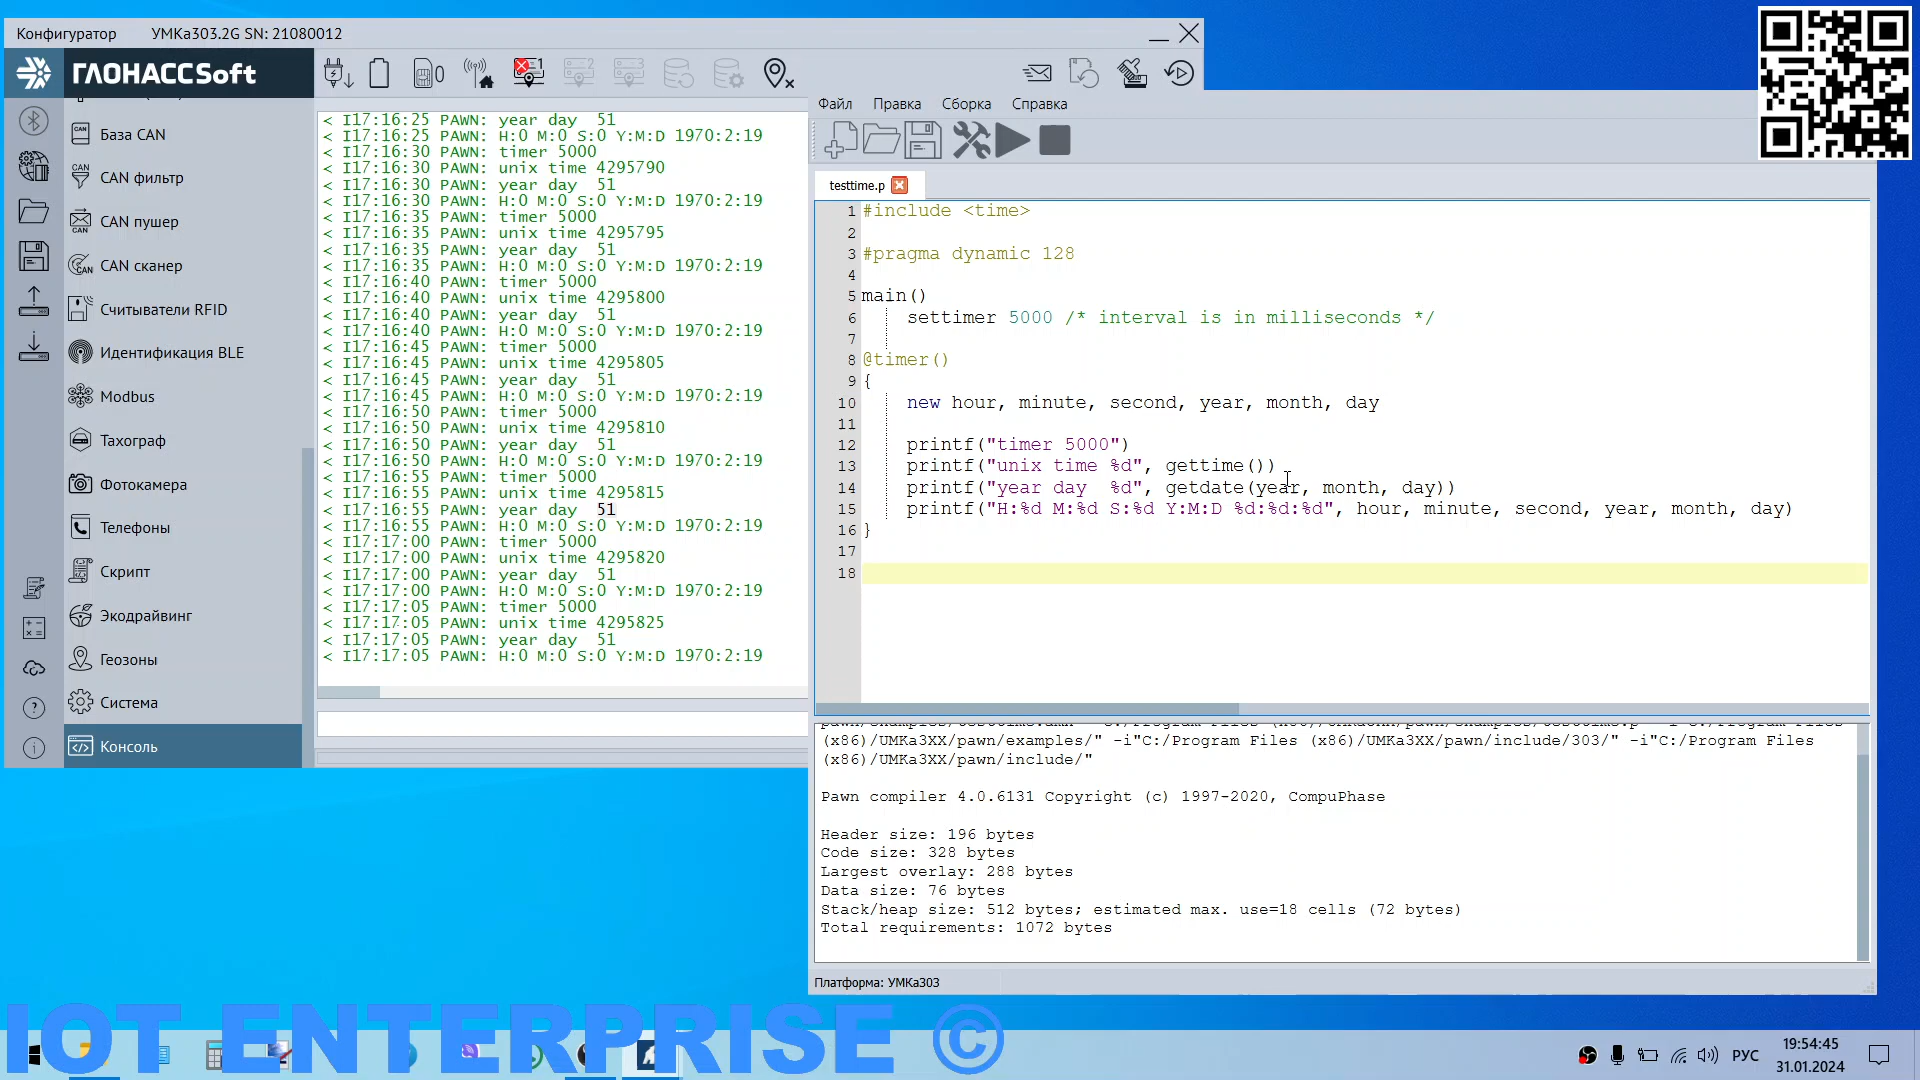 Конфигуратор УМКа303.2G SN: 21080012
ГЛОНАССSoft
0
1
База CAN
CAN фильтр
CAN пушер
CAN сканер
Считыватели RFID
Идентификация BLE
Modbus
Тахограф
Фотокамера
Телефоны
Скрипт
Экодрайвинг
Геозоны
Система
Консоль
< I17:16:25 PAWN: year day  51
< I17:16:25 PAWN: H:0 M:0 S:0 Y:M:D 1970:2:19
< I17:16:30 PAWN: timer 5000
< I17:16:30 PAWN: unix time 4295790
< I17:16:30 PAWN: year day  51
< I17:16:30 PAWN: H:0 M:0 S:0 Y:M:D 1970:2:19
< I17:16:35 PAWN: timer 5000
< I17:16:35 PAWN: unix time 4295795
< I17:16:35 PAWN: year day  51
< I17:16:35 PAWN: H:0 M:0 S:0 Y:M:D 1970:2:19
< I17:16:40 PAWN: timer 5000
< I17:16:40 PAWN: unix time 4295800
< I17:16:40 PAWN: year day  51
< I17:16:40 PAWN: H:0 M:0 S:0 Y:M:D 1970:2:19
< I17:16:45 PAWN: timer 5000
< I17:16:45 PAWN: unix time 4295805
< I17:16:45 PAWN: year day  51
< I17:16:45 PAWN: H:0 M:0 S:0 Y:M:D 1970:2:19
< I17:16:50 PAWN: timer 5000
< I17:16:50 PAWN: unix time 4295810
< I17:16:50 PAWN: year day  51
< I17:16:50 PAWN: H:0 M:0 S:0 Y:M:D 1970:2:19
< I17:16:55 PAWN: timer 5000
< I17:16:55 PAWN: unix time 4295815
< I17:16:55 PAWN: year day  51
< I17:16:55 PAWN: H:0 M:0 S:0 Y:M:D 1970:2:19
< I17:17:00 PAWN: timer 5000
< I17:17:00 PAWN: unix time 4295820
< I17:17:00 PAWN: year day  51
< I17:17:00 PAWN: H:0 M:0 S:0 Y:M:D 1970:2:19
< I17:17:05 PAWN: timer 5000
< I17:17:05 PAWN: unix time 4295825
< I17:17:05 PAWN: year day  51
< I17:17:05 PAWN: H:0 M:0 S:0 Y:M:D 1970:2:19
Файл Правка Сборка Справка
testtime.p
1 #include <time>
2
3 #pragma dynamic 128
4
5 main()
6 settimer 5000 /* interval is in milliseconds */
7
8 @timer()
9 {
10 new hour, minute, second, year, month, day
11
12 printf("timer 5000")
13 printf("unix time %d", gettime())
14 printf("year day  %d", getdate(year, month, day))
15 printf("H:%d M:%d S:%d Y:M:D %d:%d:%d", hour, minute, second, year, month, day)
16 }
17
18
(x86)/UMKa3XX/pawn/examples/" -i"C:/Program Files (x86)/UMKa3XX/pawn/include/303/" -i"C:/Program Files
(x86)/UMKa3XX/pawn/include/"
Pawn compiler 4.0.6131 Copyright (c) 1997-2020, CompuPhase
Header size: 196 bytes
Code size: 328 bytes
Largest overlay: 288 bytes
Data size: 76 bytes
Stack/heap size: 512 bytes; estimated max. use=18 cells (72 bytes)
Total requirements: 1072 bytes
Платформа: УМКа303
IOT ENTERPRISE ©
РУС
19:54:45
31.01.2024